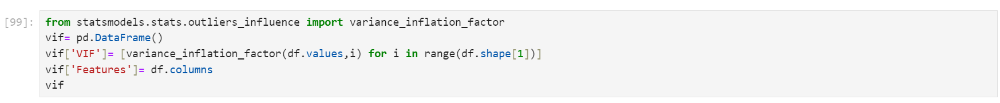 [99]: from statsmodels.stats.outliers_influence import variance_inflation_factor
vif= pd.DataFrame()
vif['VIF']= [variance_inflation_factor(df.values,i) for i in range(df.shape[1])]
vif['Features']= df.columns
vif